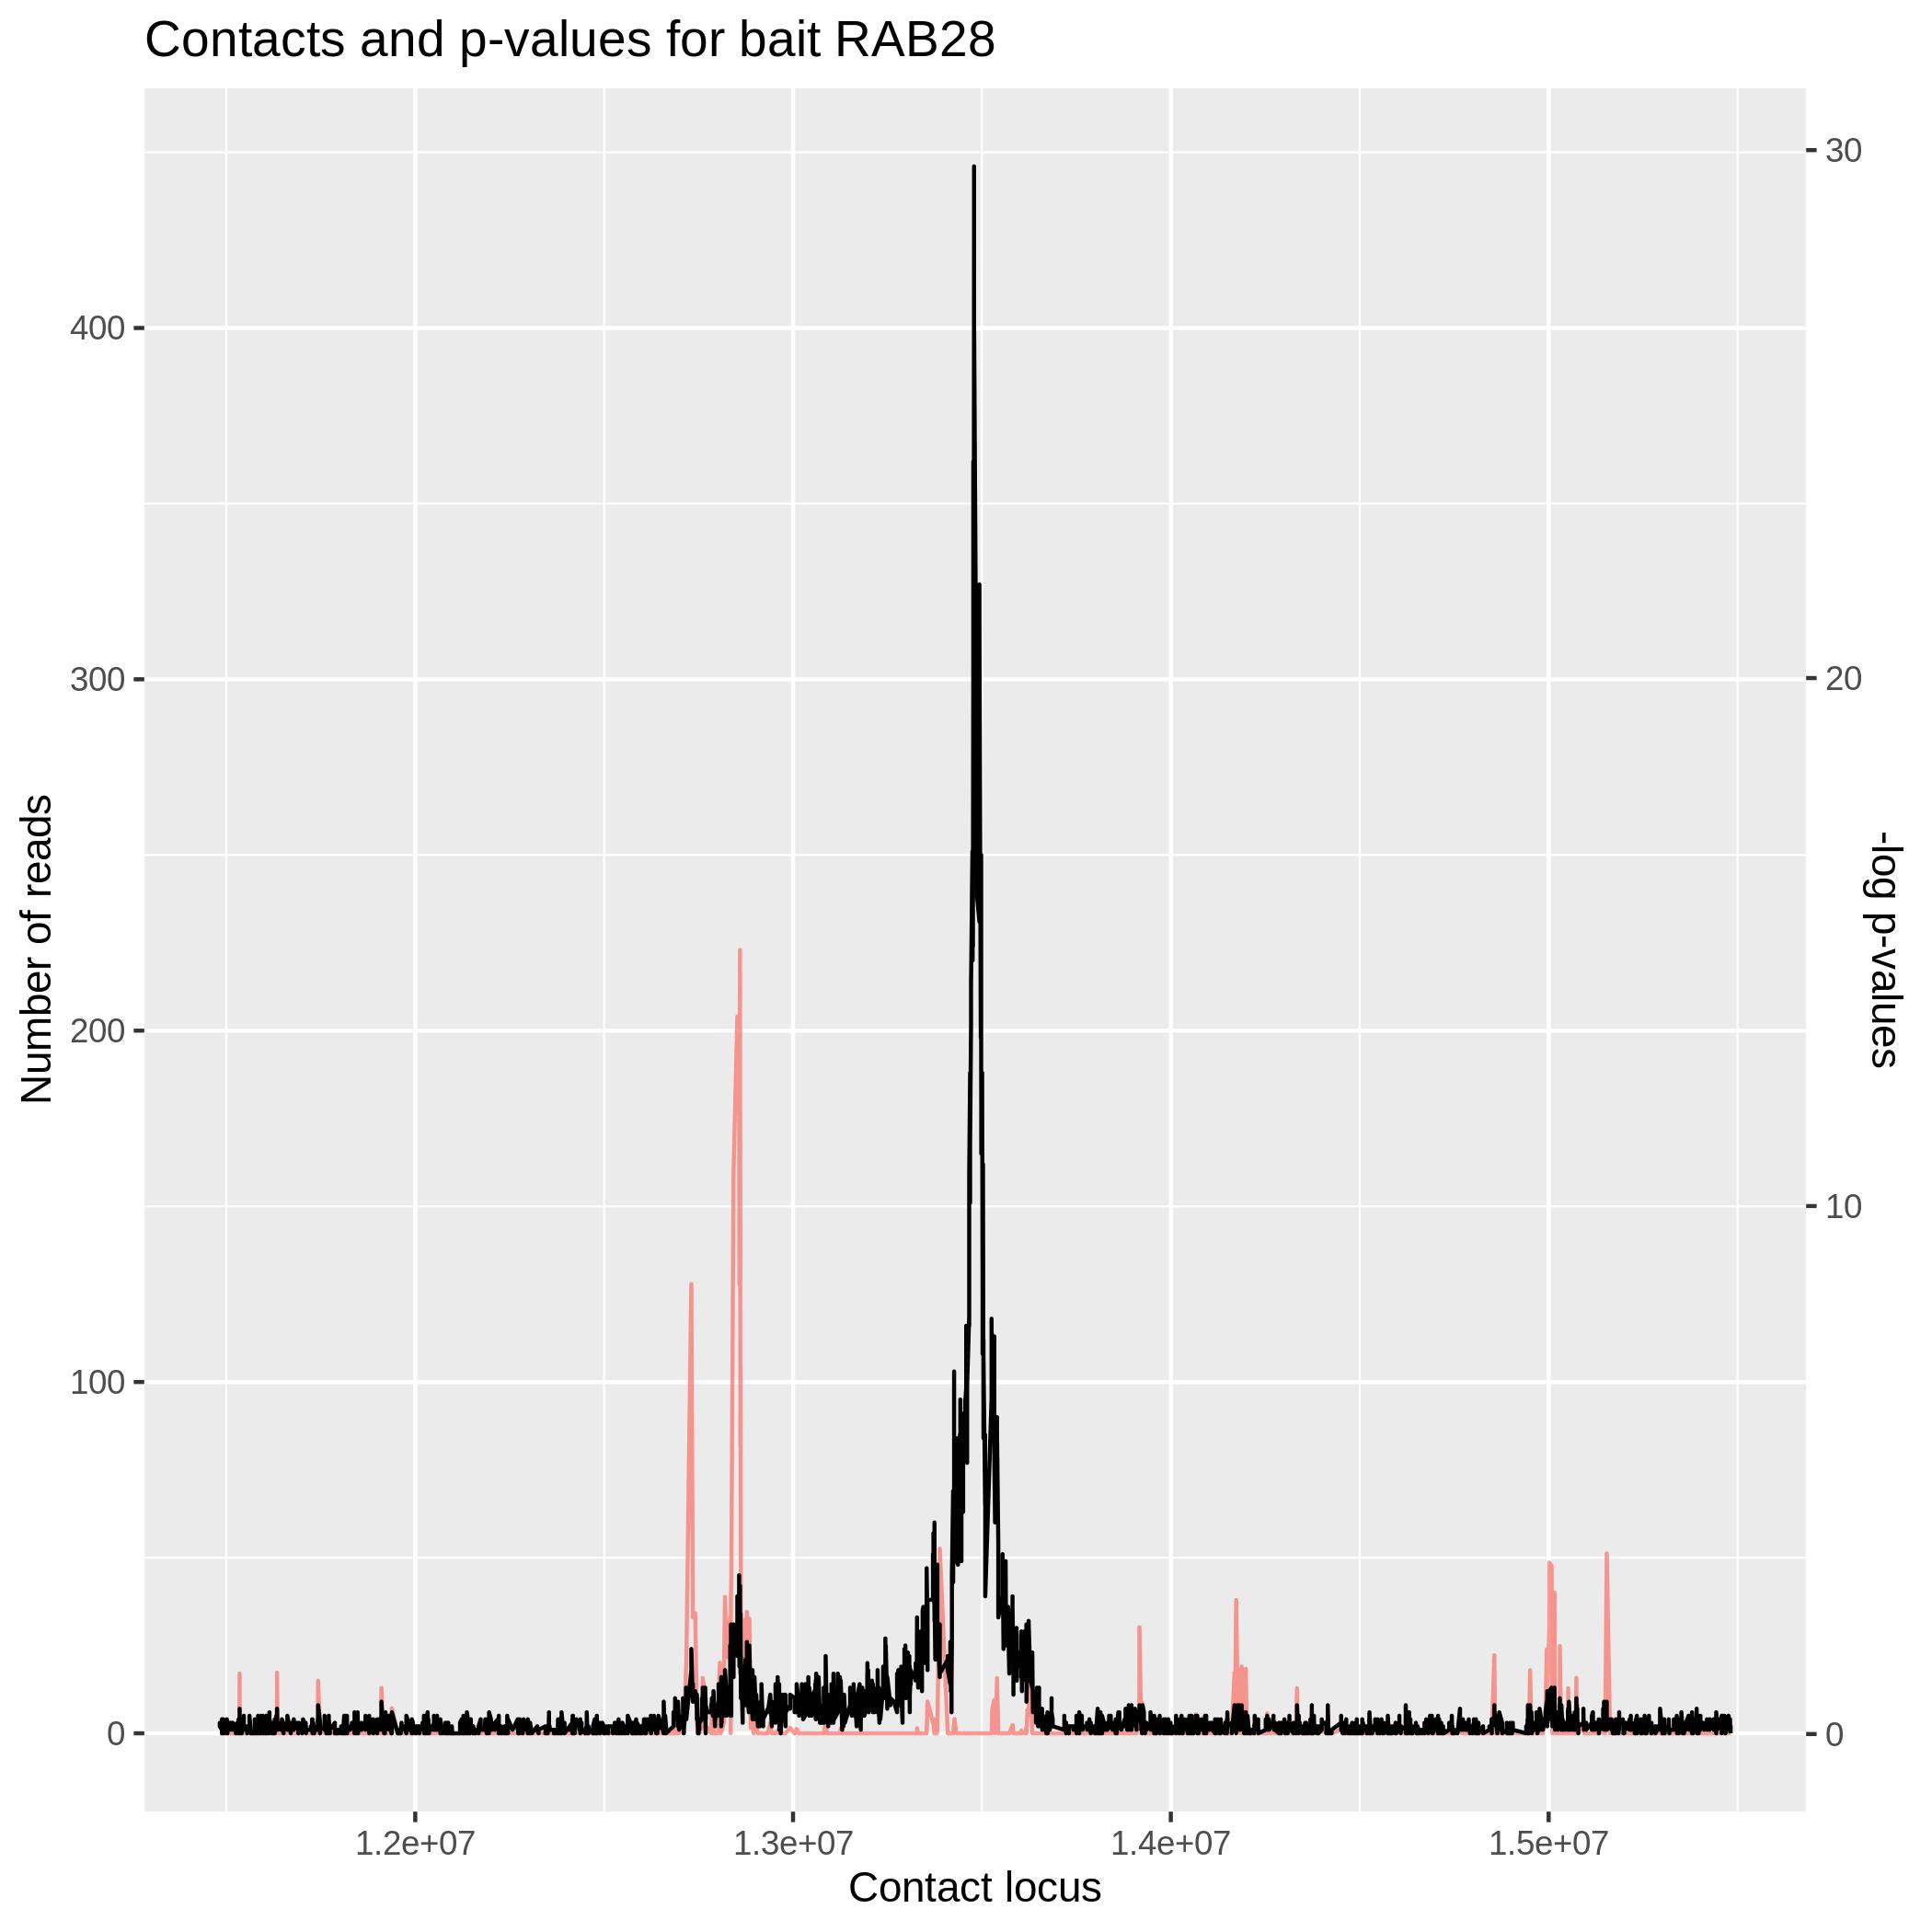 Contacts and p-values for bait RAB28
30
400
300
20
Number of reads
-log p-values
200
10
100
0
0
1.2e+07
1.3e+07
1.4e+07
1.5e+07
Contact locus